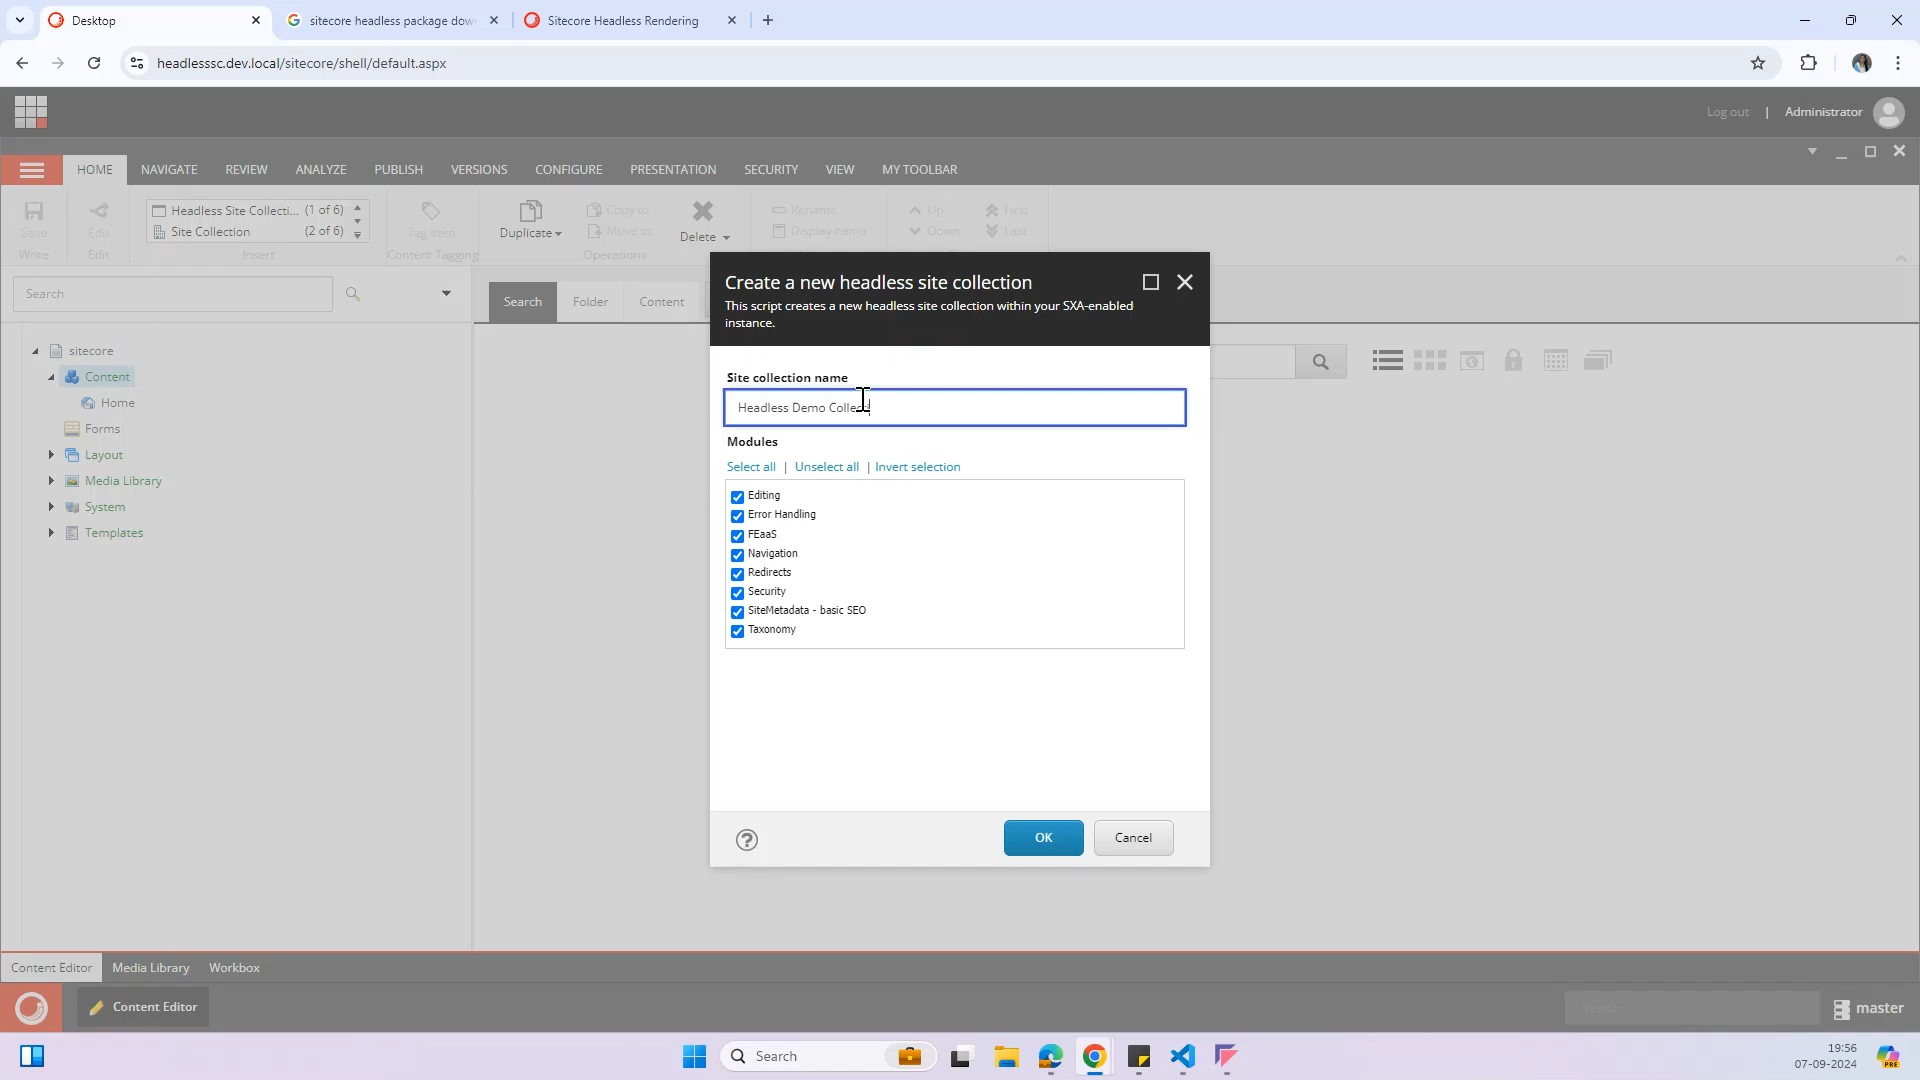 Desktop
sitecore headless package dow
Sitecore Headless Rendering
headlesssc.dev.local/sitecore/shell/default.aspx
Log out | Administrator
HOME NAVIGATE REVIEW ANALYZE PUBLISH VERSIONS CONFIGURE PRESENTATION SECURITY VIEW MY TOOLBAR
Headless Site Collecti... (1 of 6)
Site Collection (2 of 6)
Save
Write
Edit
Edit
Insert
Tag item
Content Tagging
Duplicate
Copy to
Move to
Delete
Operations
Rename
Display name
Up
Down
First
Last
Search
Search Folder Content
sitecore
Content
Home
Forms
Layout
Media Library
System
Templates
Create a new headless site collection
This script creates a new headless site collection within your SXA-enabled
instance.
Site collection name
Headless Demo Collecti
Modules
Select all | Unselect all | Invert selection
Editing
Error Handling
FEaaS
Navigation
Redirects
Security
SiteMetadata - basic SEO
Taxonomy
?
OK
Cancel
Content Editor Media Library Workbox
Content Editor
master
Search
19:56
07-09-2024
PRE